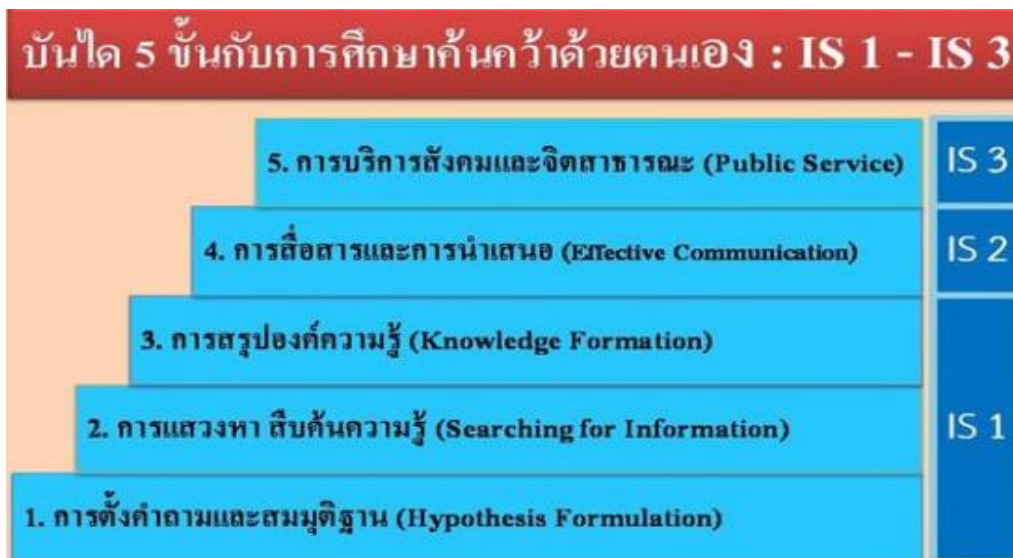 บันได 5 ขั้นกับการศึกษาค้นคว้าด้วยตนเอง : IS 1 - IS 3
5. การบริการสังคมและจิตสาธารณะ (Public Service)
IS 3
4. การสื่อสารและการนำเสนอ (Effective Communication)
IS 2
3. การสรุปองค์ความรู้ (Knowledge Formation)
2. การแสวงหา สืบค้นความรู้ (Searching for Information)
IS 1
1. การตั้งคำถามและสมมุติฐาน (Hypothesis Formulation)